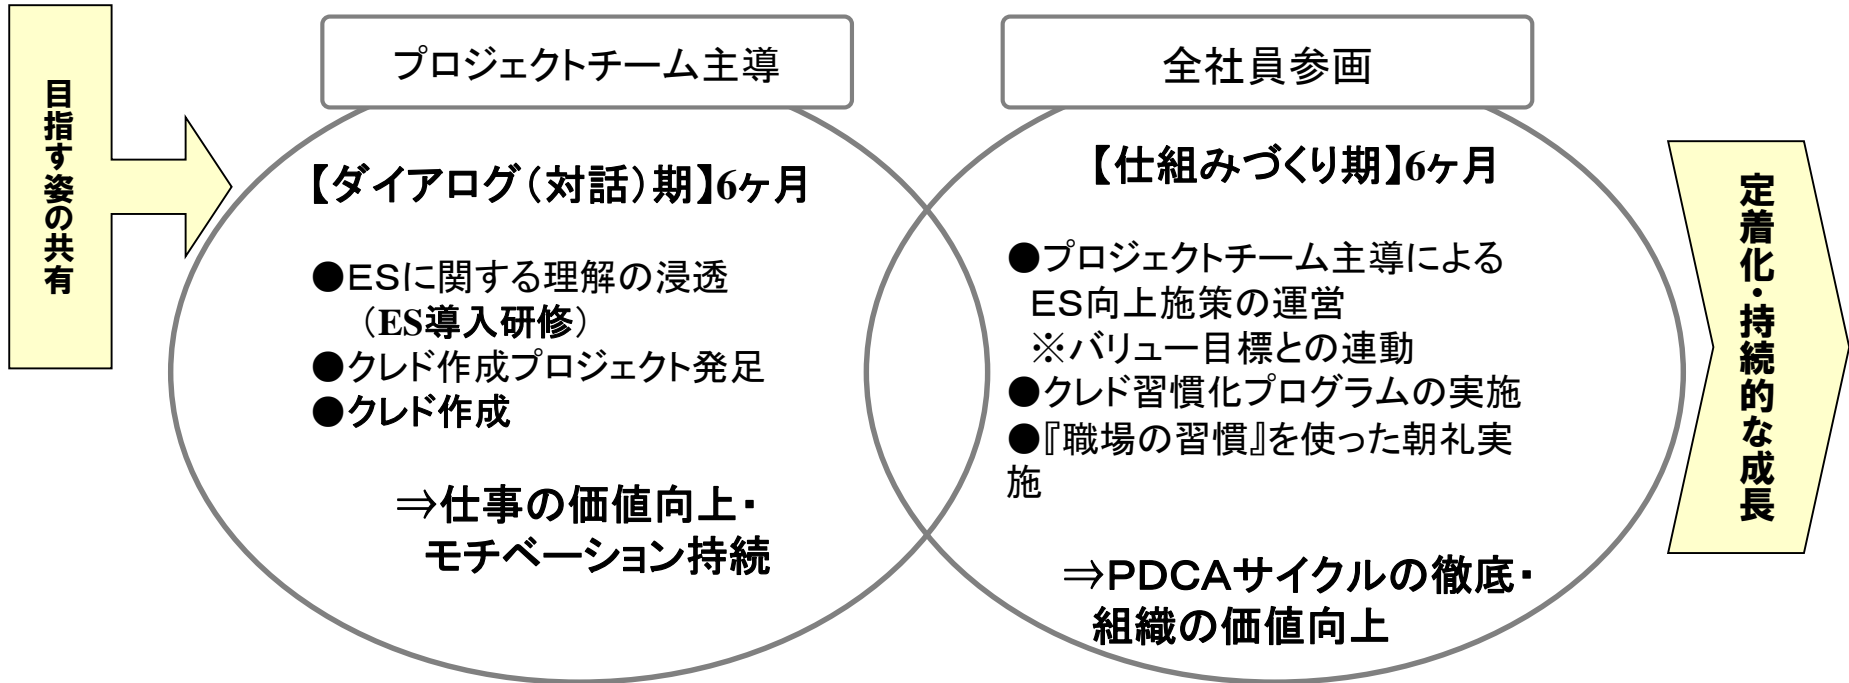 目指す姿の共有
プロジェクトチーム主導
【ダイアログ（対話）期】6ヶ月
●ESに関する理解の浸透
（ES導入研修）
●クレド作成プロジェクト発足
●クレド作成
⇒仕事の価値向上・
モチベーション持続
全社員参画
【仕組みづくり期】6ヶ月
●プロジェクトチーム主導による
ES向上施策の運営
※バリュー目標との連動
●クレド習慣化プログラムの実施
●『職場の習慣』を使った朝礼実
施
⇒PDCAサイクルの徹底・
組織の価値向上
定着化・持続的な成長